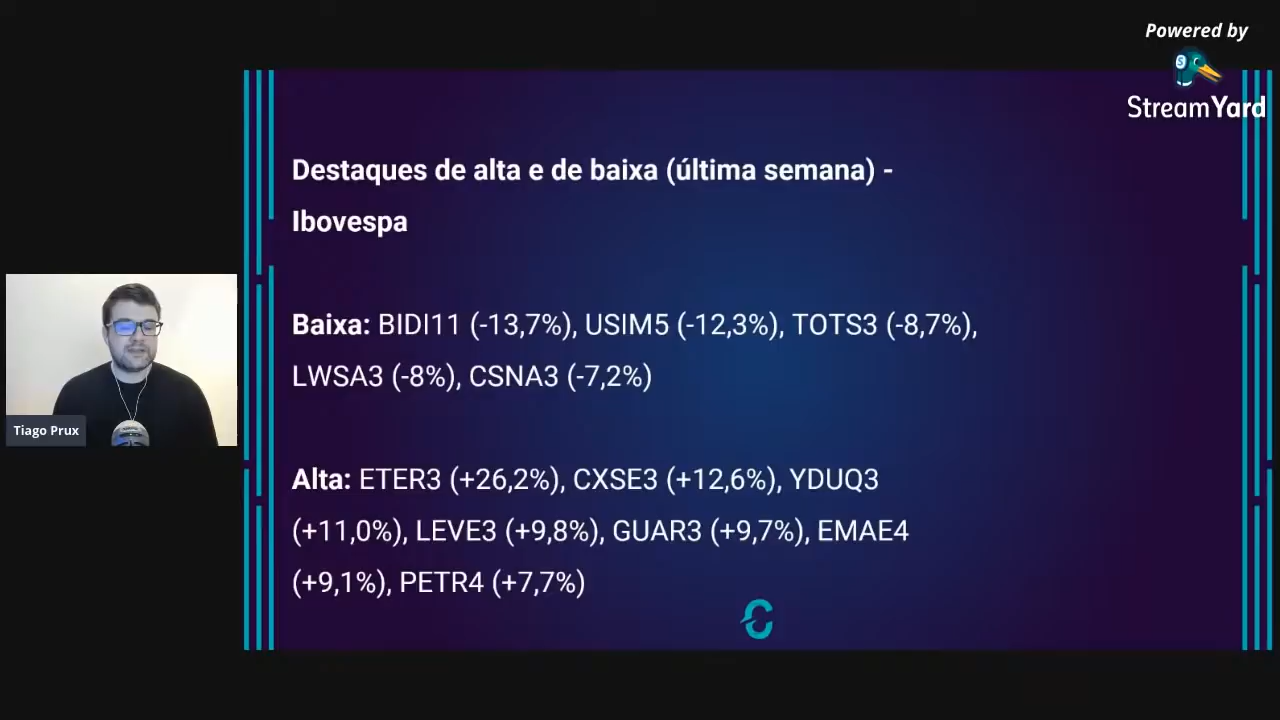 Powered by
StreamYard
Destaques de alta e de baixa (última semana) -
Ibovespa
Baixa: BIDI11 (-13,7%), USIM5 (-12,3%), TOTS3 (-8,7%),
LWSA3 (-8%), CSNA3 (-7,2%)
Alta: ETER3 (+26,2%), CXSE3 (+12,6%), YDUQ3
(+11,0%), LEVE3 (+9,8%), GUAR3 (+9,7%), EMAE4
(+9,1%), PETR4 (+7,7%)
Tiago Prux